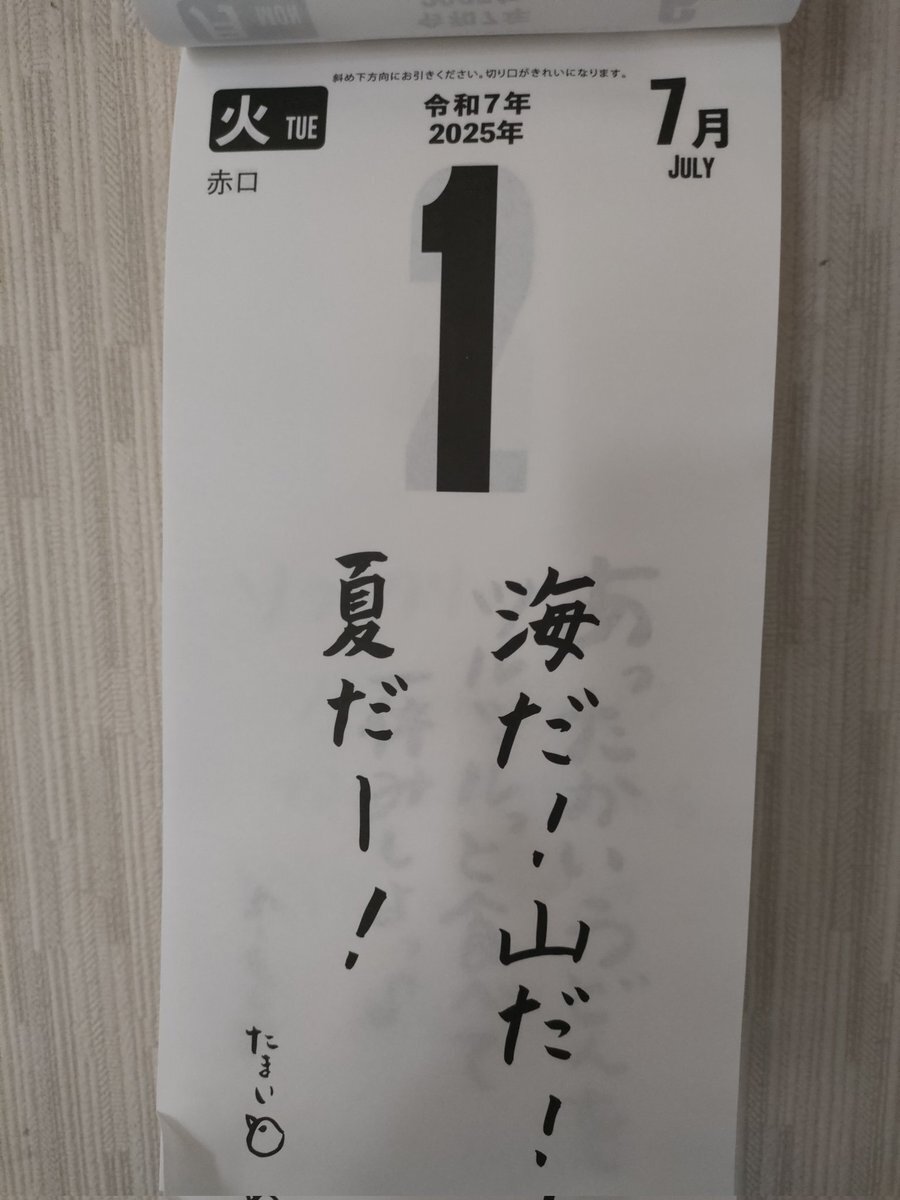 斜め下方向にお引きください。切り口がきれいになります。
火 TUE
令和7年
2025年
7月
JULY
赤口
1
海だ!山だ!
夏だー!
たまい